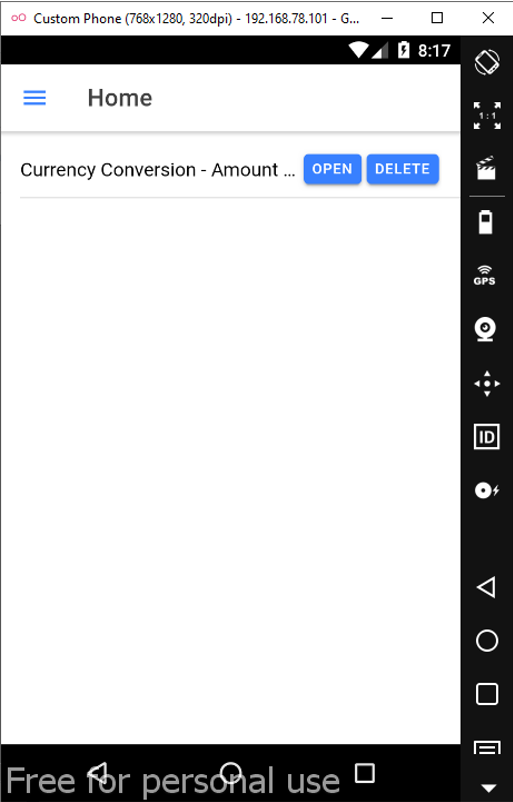 Custom Phone (768x1280, 320dpi) - 192.168.78.101 - G...
8:17
Home
Currency Conversion - Amount ... OPEN DELETE
1:1
GPS
ID
Free for personal use